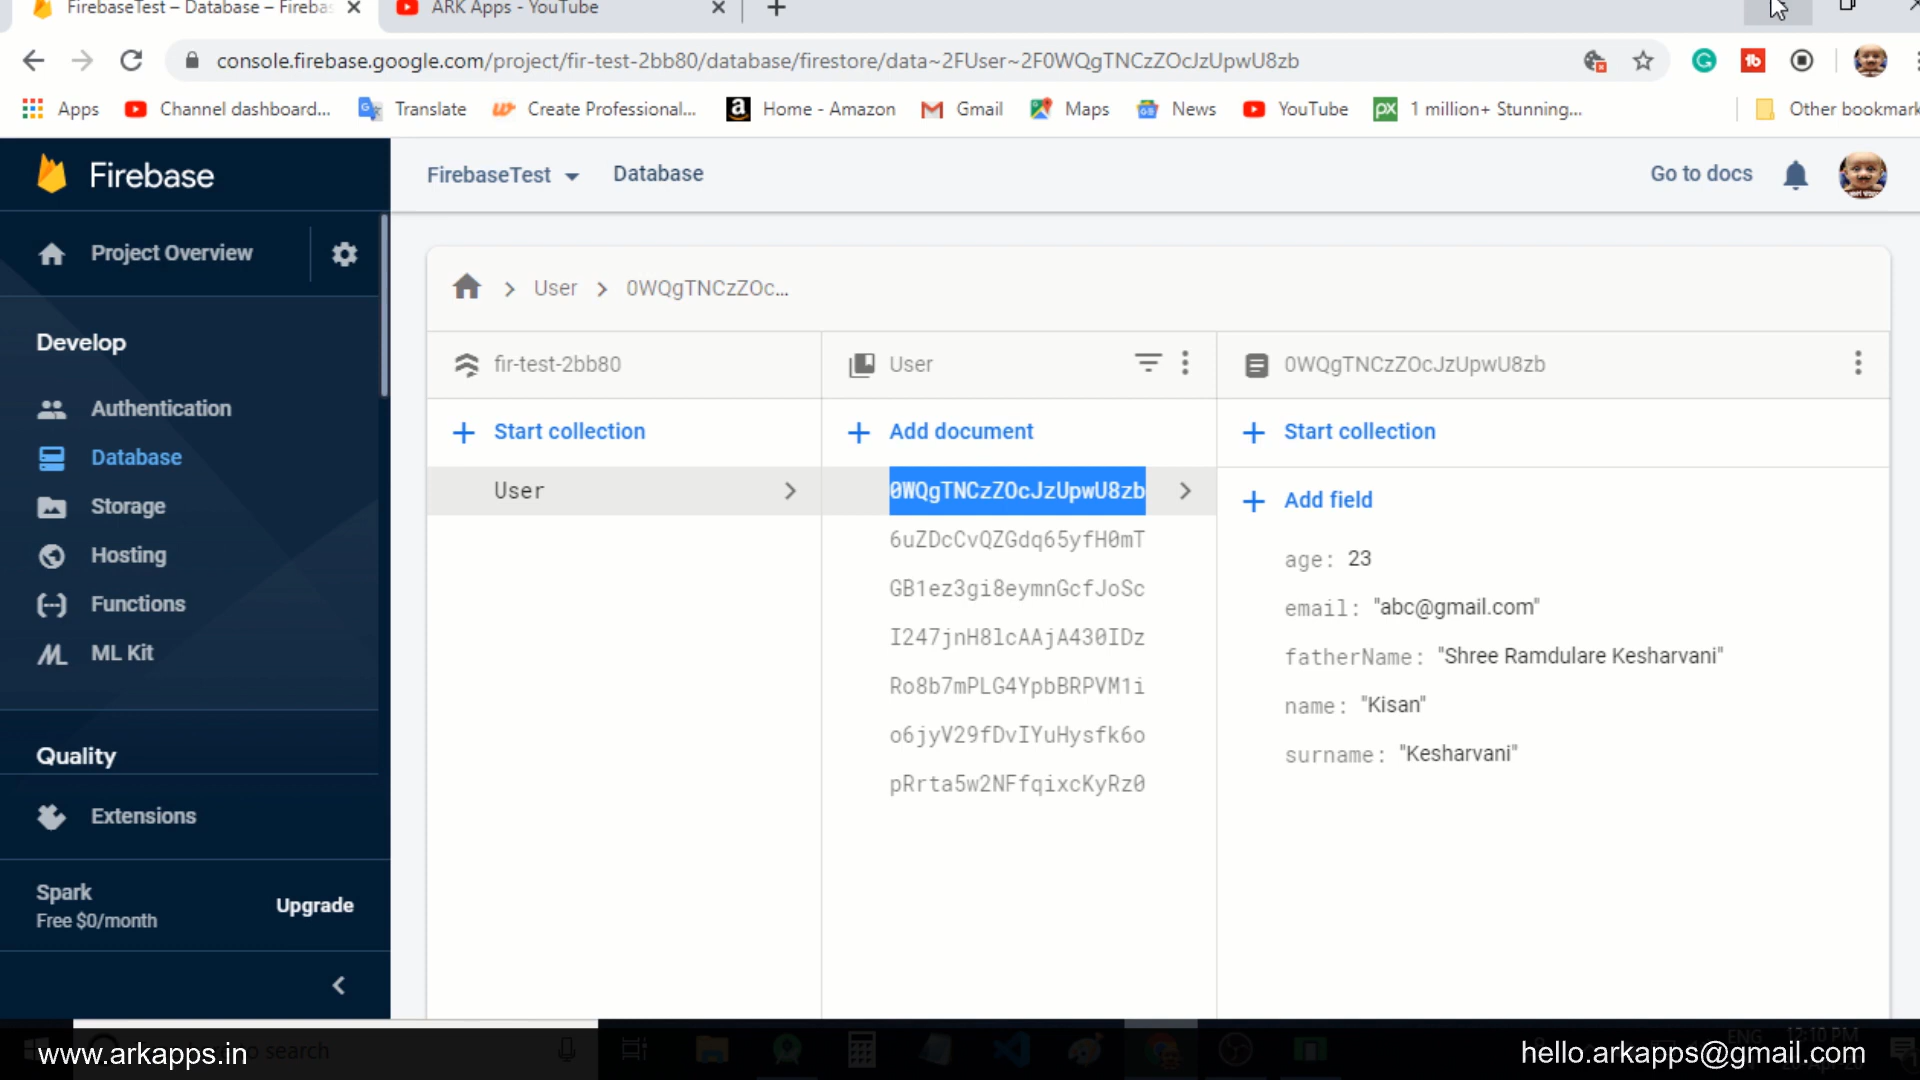 FirebaseTest – Database – Fireba
ARK Apps - YouTube
console.firebase.google.com/project/fir-test-2bb80/database/firestore/data~2FUser~2F0WQgTNCzZOcJzUpwU8zb
Apps
Channel dashboard...
Translate
Create Professional...
Home - Amazon
Gmail
Maps
News
YouTube
1 million+ Stunning...
Other bookmark
Firebase
FirebaseTest
Database
Go to docs
Project Overview
User
0WQgTNCzZOc...
Develop
Authentication
Database
Storage
Hosting
Functions
ML Kit
Quality
Extensions
Spark
Free $0/month
Upgrade
fir-test-2bb80
Start collection
User
User
Add document
0WQgTNCzZOcJzUpwU8zb
6uZDcCvQZGdq65yfH0mT
GB1ez3gi8eymnGcfJoSc
I247jnH8lcAAjA430IDz
Ro8b7mPLG4YpbBRPVM1i
o6jyV29fDvIYuHysfk6o
pRrta5w2NFfqixcKyRz0
0WQgTNCzZOcJzUpwU8zb
Start collection
Add field
age: 23
email: "abc@gmail.com"
fatherName: "Shree Ramdulare Kesharvani"
name: "Kisan"
surname: "Kesharvani"
www.arkapps.in
search
ENG
12:10 PM
hello.arkapps@gmail.com